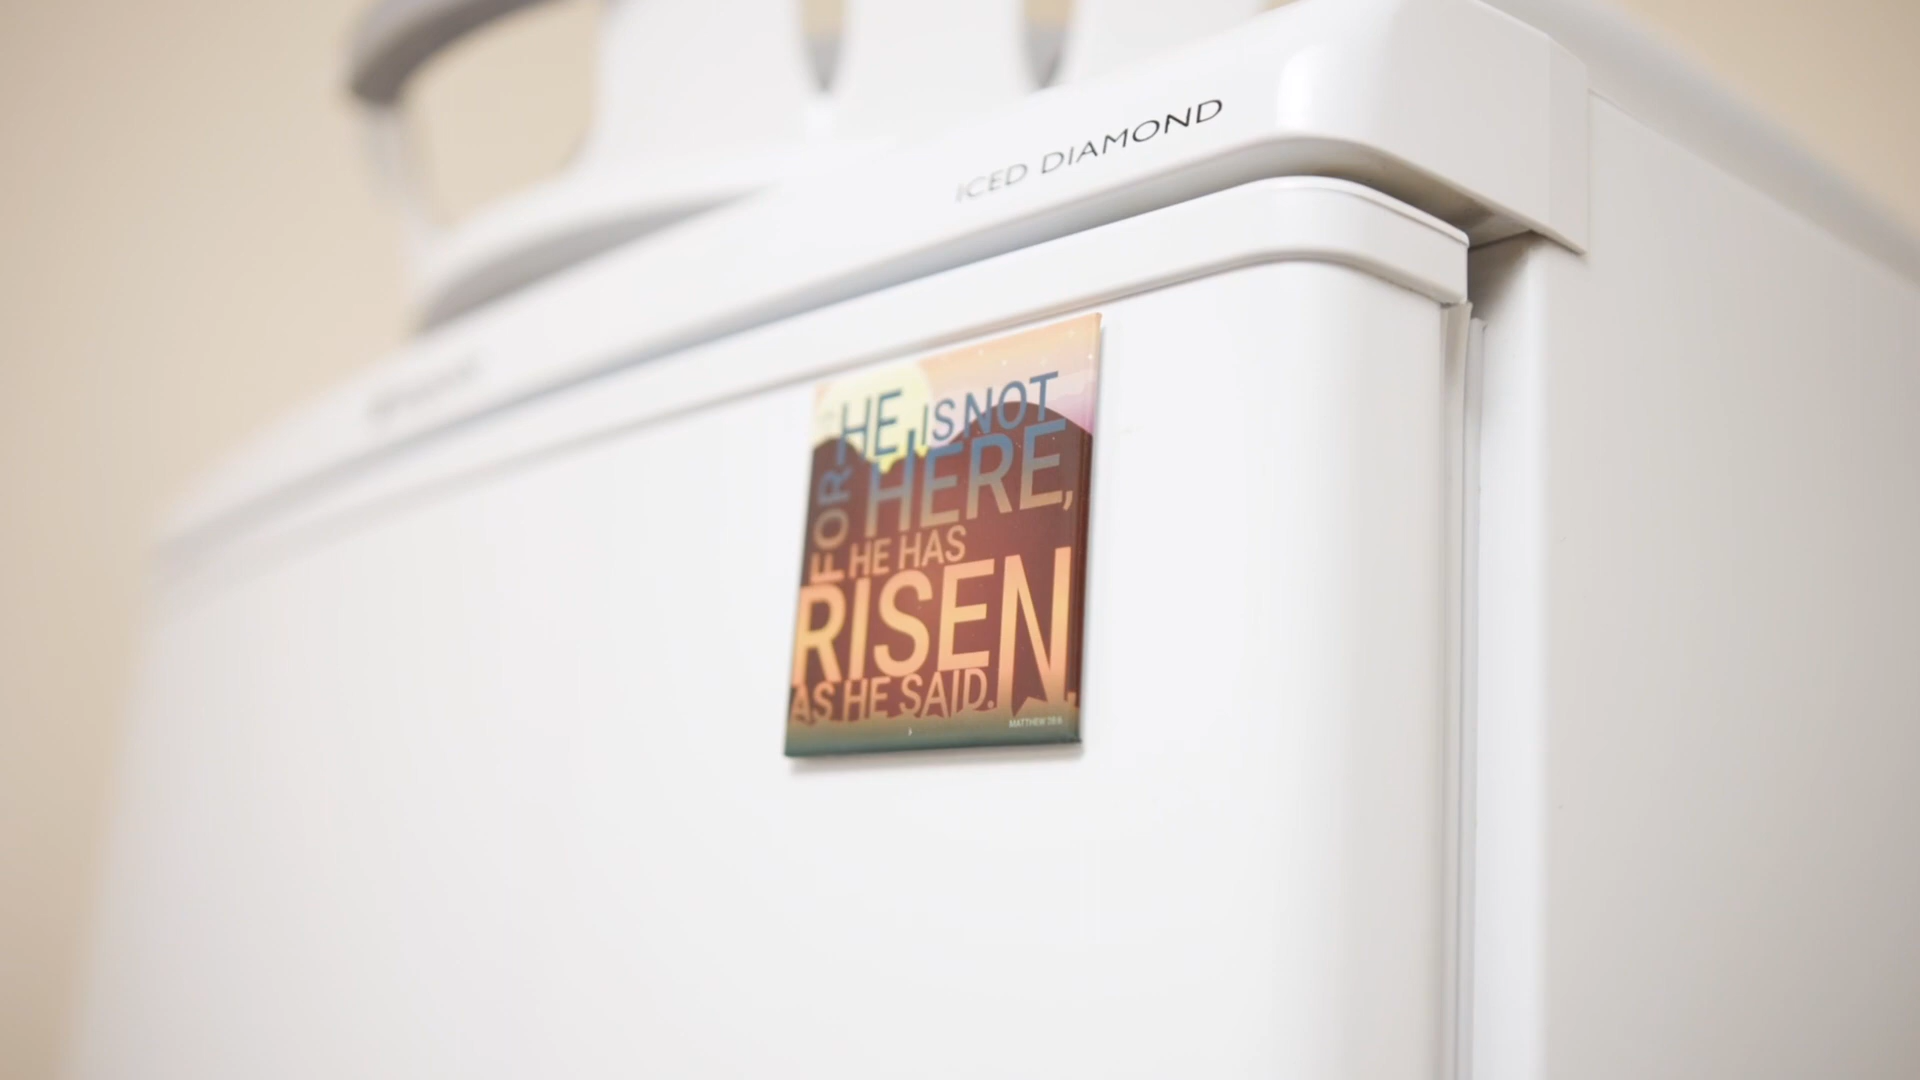 ICED DIAMOND
HE IS NOT
HERE,
FOR
HE HAS
RISEN
AS HE SAID.
MATTHEW 28:6